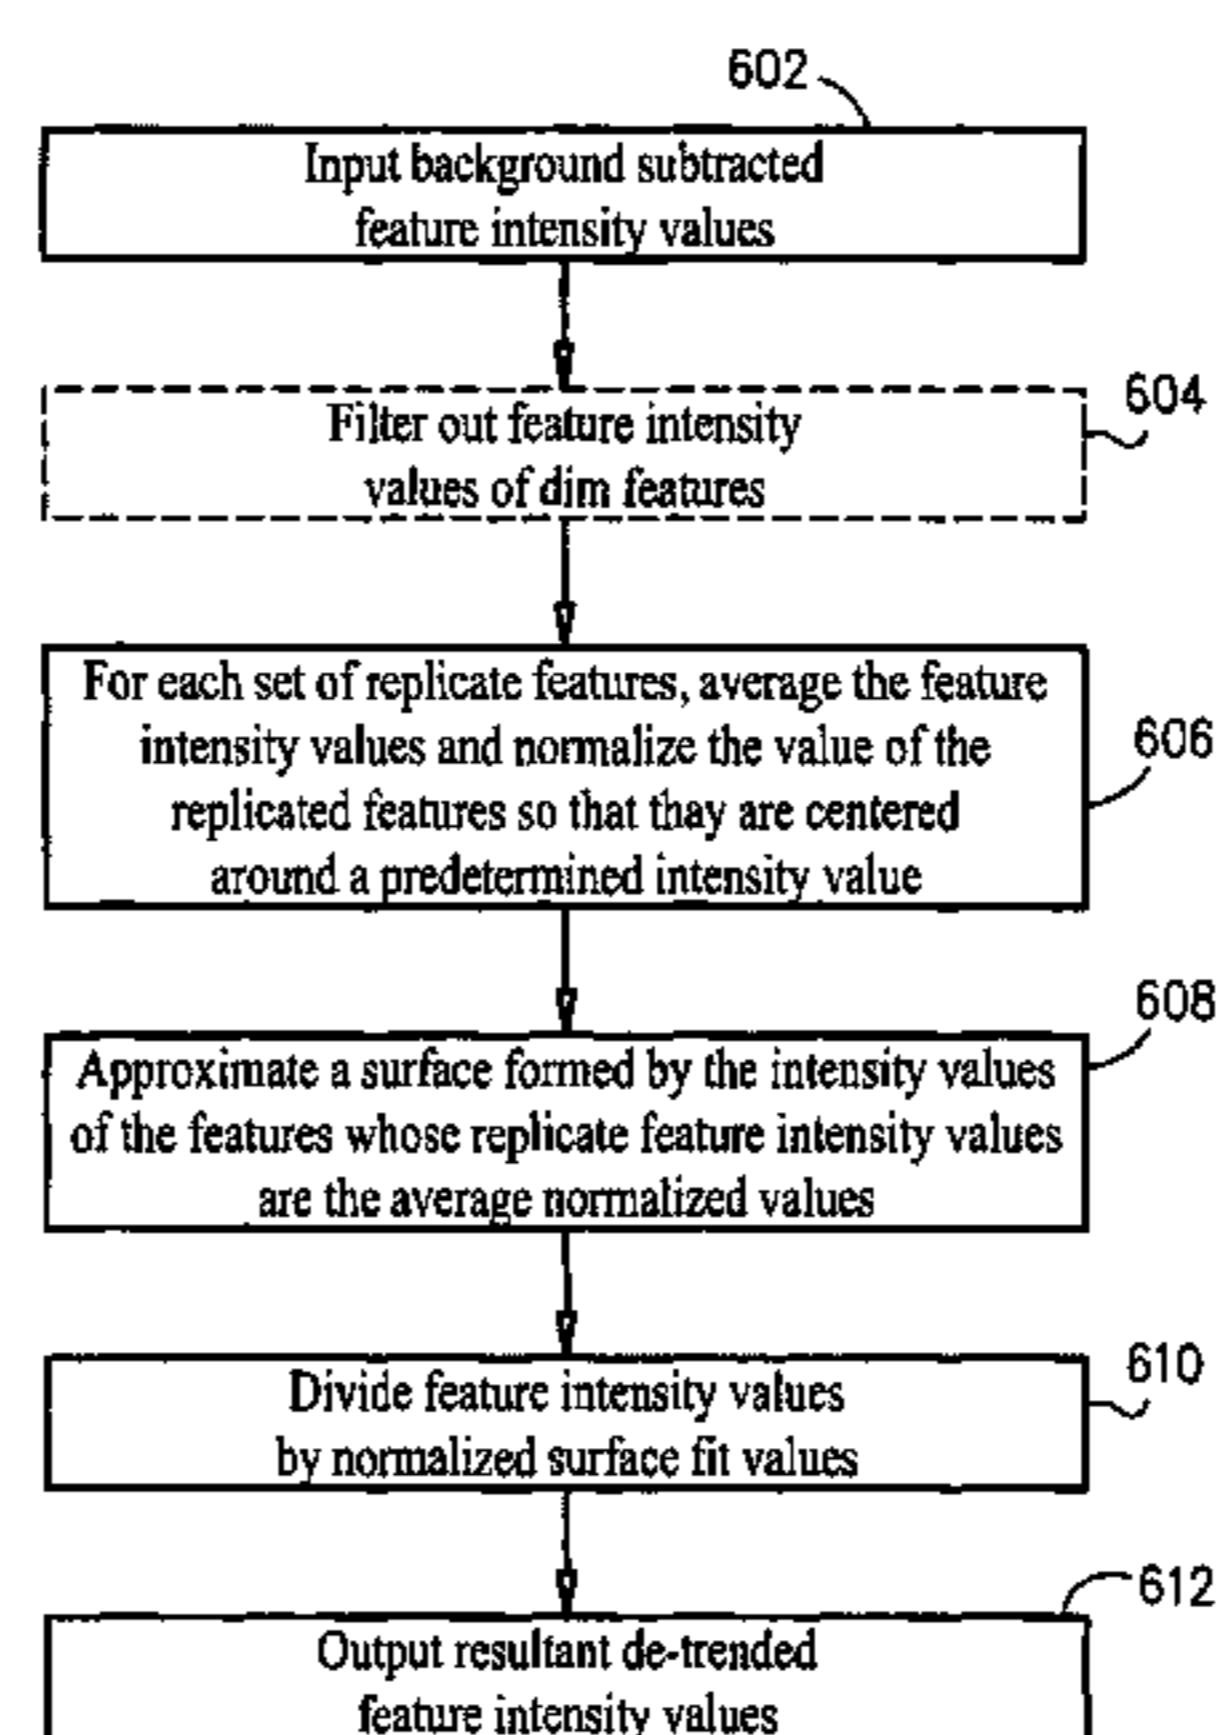 602
Input background subtracted
feature intensity values
604
Filter out feature intensity
values of dim features
For each set of replicate features, average the feature
intensity values and normalize the value of the
606
replicated features so that thay are centered
around a predetermined intensity value
608
Approximate a surface formed by the intensity values
of the features whose replicate feature intensity values
are the average normalized values
610
Divide feature intensity values
by normalized surface fit values
612
Output resultant de-trended
feature intensity values